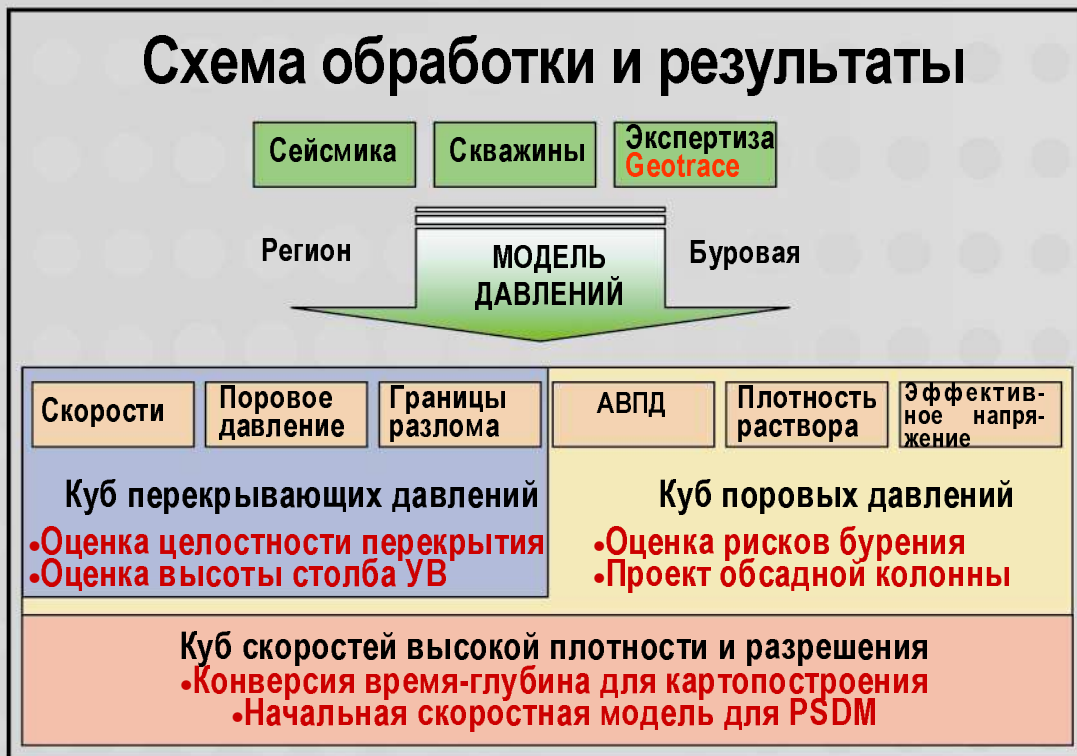 Схема обработки и результаты
Сейсмика
Скважины
Экспертиза
Geotrace
Регион
МОДЕЛЬ
ДАВЛЕНИЙ
Буровая
Скорости
Поровое
давление
Границы
разлома
АВПД
Плотность
раствора
Эффектив-
ное напря-
жение
Куб перекрывающих давлений
•Оценка целостности перекрытия
•Оценка высоты столба УВ
Куб поровых давлений
•Оценка рисков бурения
•Проект обсадной колонны
Куб скоростей высокой плотности и разрешения
•Конверсия время-глубина для картопостроения
•Начальная скоростная модель для PSDM